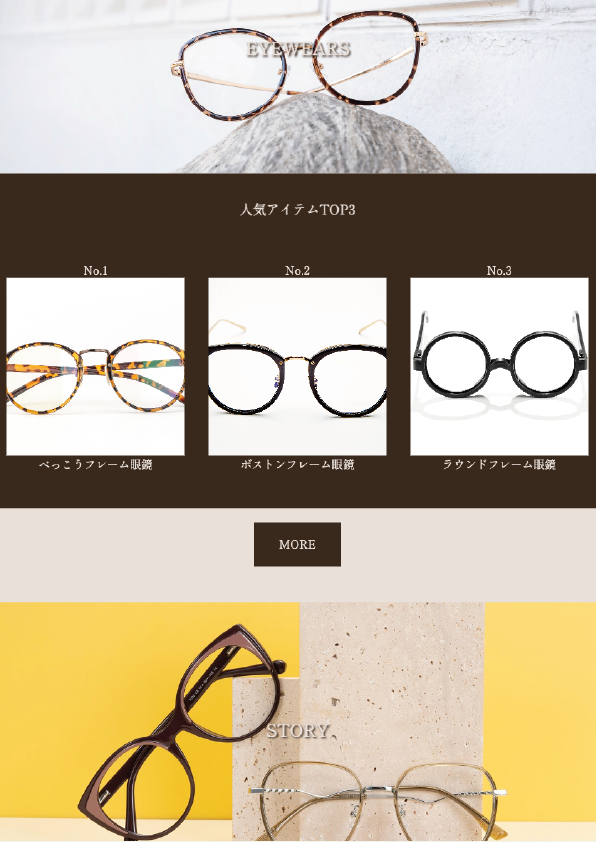 EYEWEARS
人気アイテムTOP3
No.1
No.2
No.3
べっこうフレーム眼鏡
ボストンフレーム眼鏡
ラウンドフレーム眼鏡
MORE
STORY